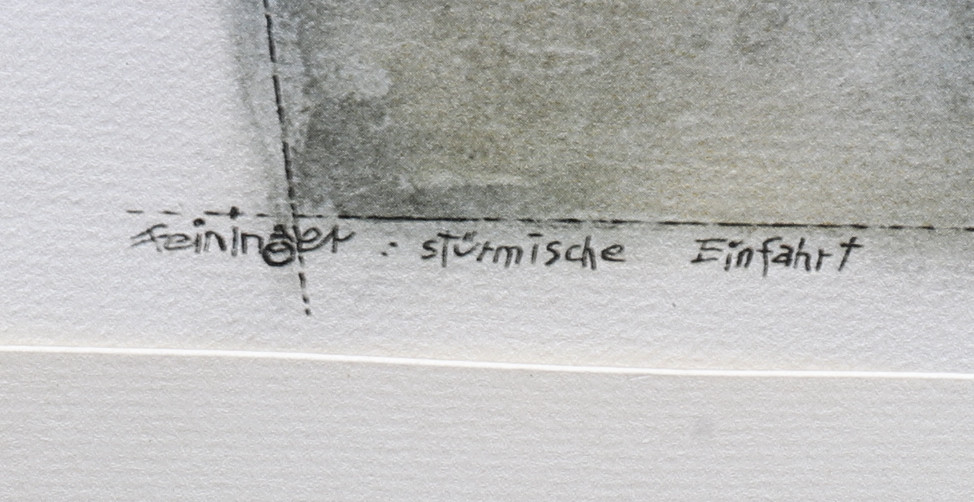 Feininger : stürmische Einfahrt